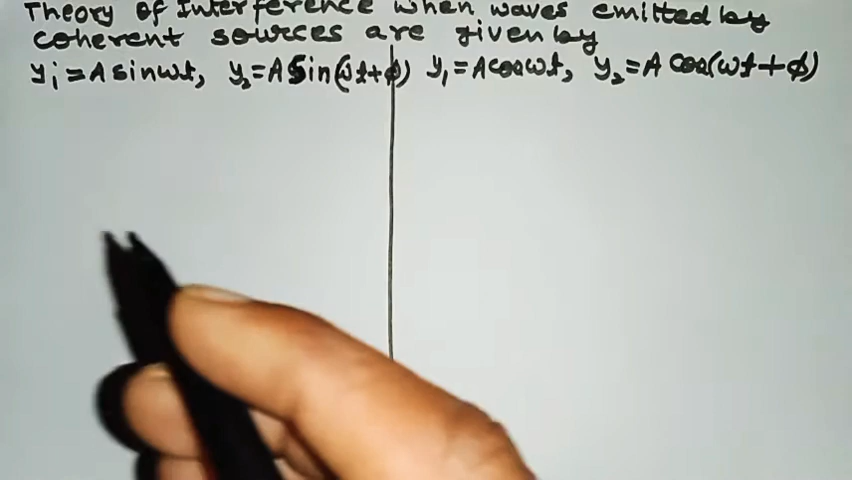 Theory of Interference when waves emitted by
coherent sources are given by
y₁ = A sinωt, y₂ = A Sin(ωt+ϕ) y₁ = A cosωt, y₂ = A cos(ωt+ϕ)